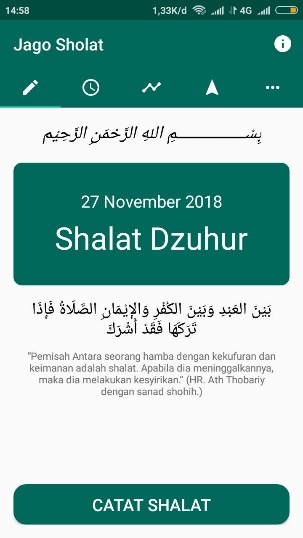 14:58 1,33K/d 4G
Jago Sholat
بِسْــــــــمِ اللهِ الرَّحْمَنِ الرَّحِيْمِ
27 November 2018
Shalat Dzuhur
بَيْنَ العَبْدِ وَبَيْنَ الكُفْرِ وَالإِيْمَانِ الصَّلَاةُ فَإِذَا
تَرَكَهَا فَقَدْ أَشْرَكَ
“Pemisah Antara seorang hamba dengan kekufuran dan
keimanan adalah shalat. Apabila dia meninggalkannya,
maka dia melakukan kesyirikan.” (HR. Ath Thobariy
dengan sanad shohih.)
CATAT SHALAT